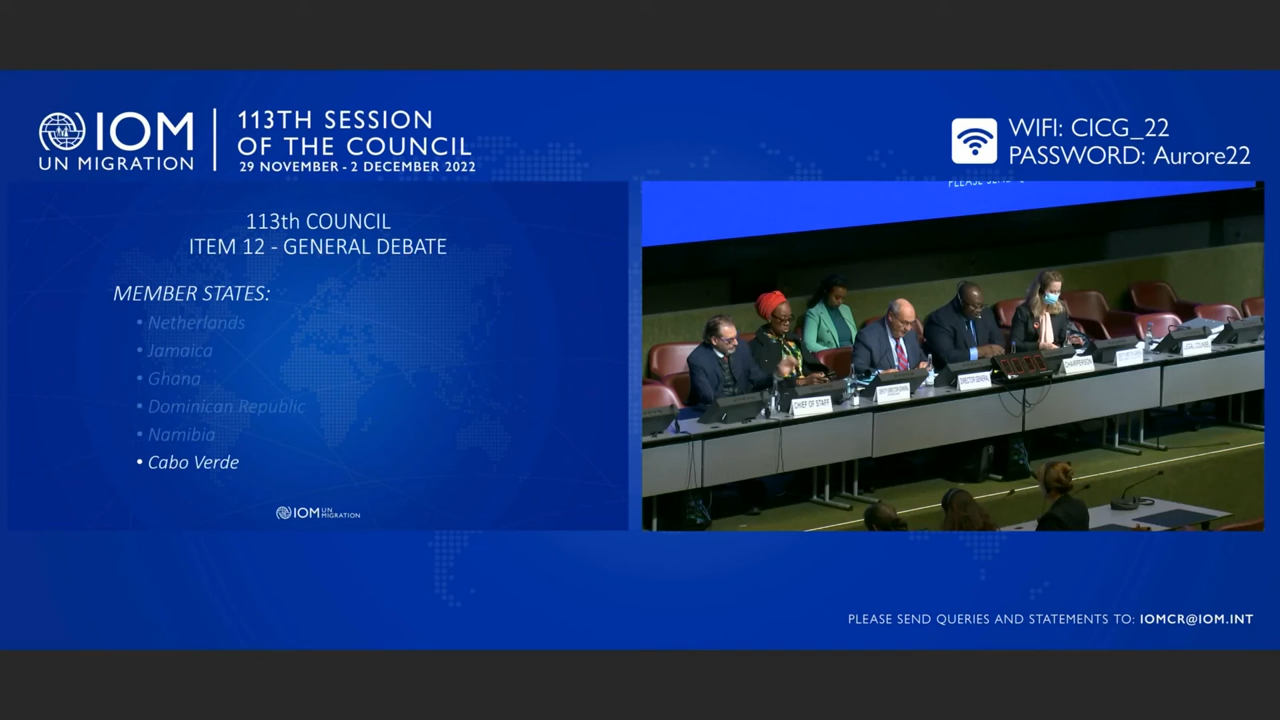 IOM
UN MIGRATION
113TH SESSION
OF THE COUNCIL
29 NOVEMBER - 2 DECEMBER 2022
WIFI: CICG_22
PASSWORD: Aurore22
113th COUNCIL
ITEM 12 - GENERAL DEBATE
MEMBER STATES:
• Netherlands
• Jamaica
• Ghana
• Dominican Republic
• Namibia
• Cabo Verde
IOM UN MIGRATION
CHIEF OF STAFF
DIRECTOR GENERAL
CHAIRPERSON
LEGAL COUNSEL
PLEASE SEND QUERIES AND STATEMENTS TO: IOMCR@IOM.INT